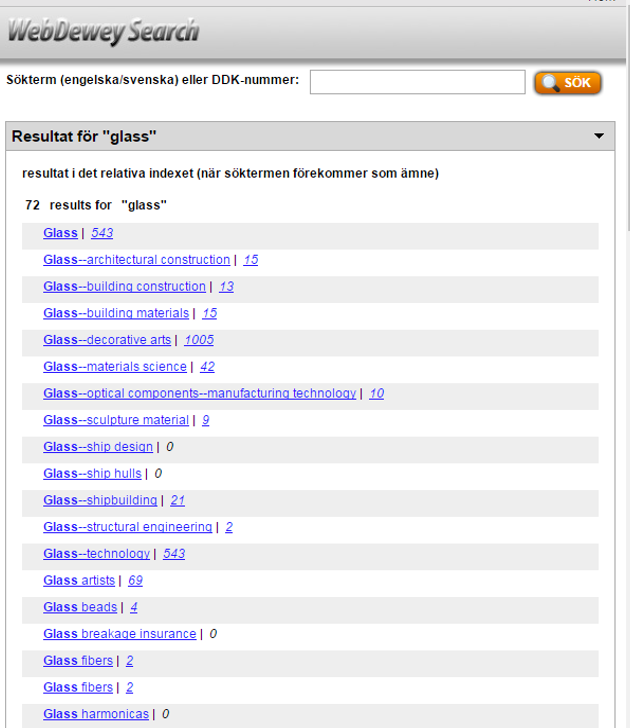 WebDewey Search
Sökterm (engelska/svenska) eller DDK-nummer: SÖK
Resultat för "glass"
resultat i det relativa indexet (när söktermen förekommer som ämne)
72 results for "glass"
Glass | 543
Glass--architectural construction | 15
Glass--building construction | 13
Glass--building materials | 15
Glass--decorative arts | 1005
Glass--materials science | 42
Glass--optical components--manufacturing technology | 10
Glass--sculpture material | 9
Glass--ship design | 0
Glass--ship hulls | 0
Glass--shipbuilding | 21
Glass--structural engineering | 2
Glass--technology | 543
Glass artists | 69
Glass beads | 4
Glass breakage insurance | 0
Glass fibers | 2
Glass fibers | 2
Glass harmonicas | 0